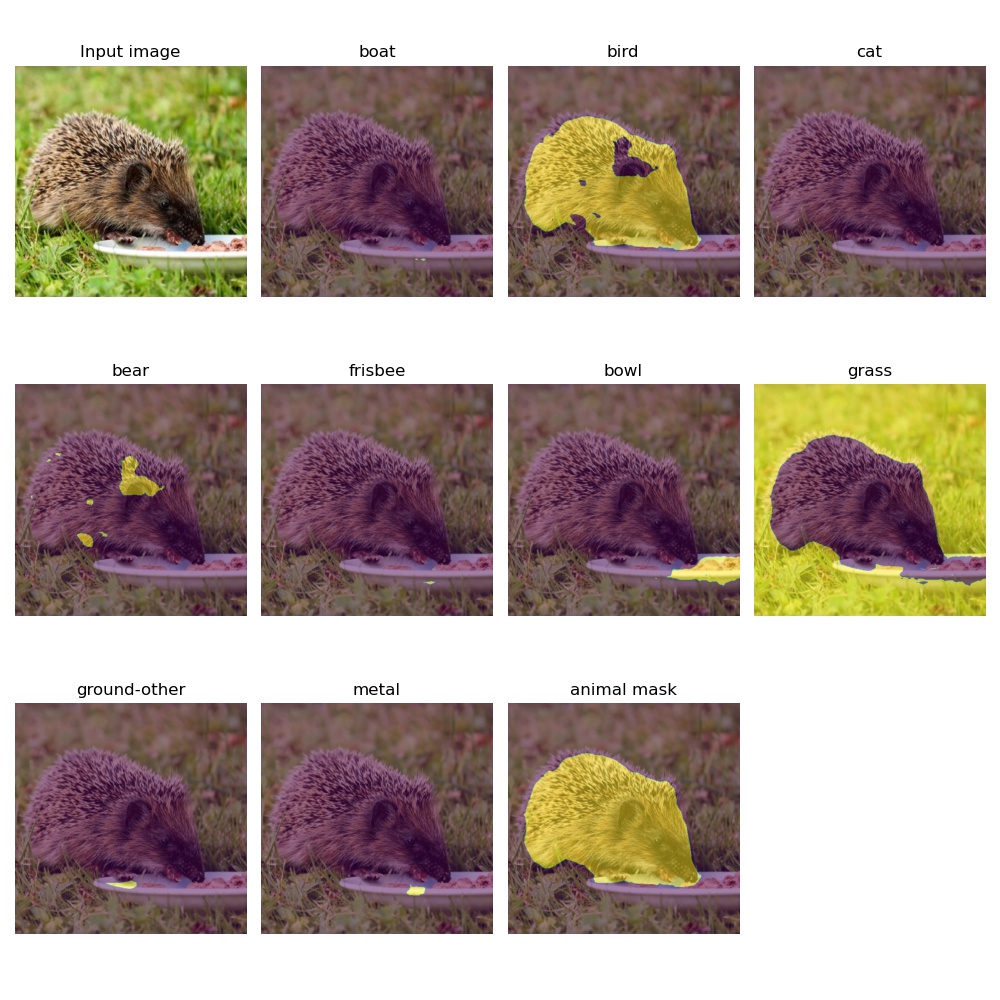 Input image
boat
bird
cat
bear
frisbee
bowl
grass
ground-other
metal
animal mask